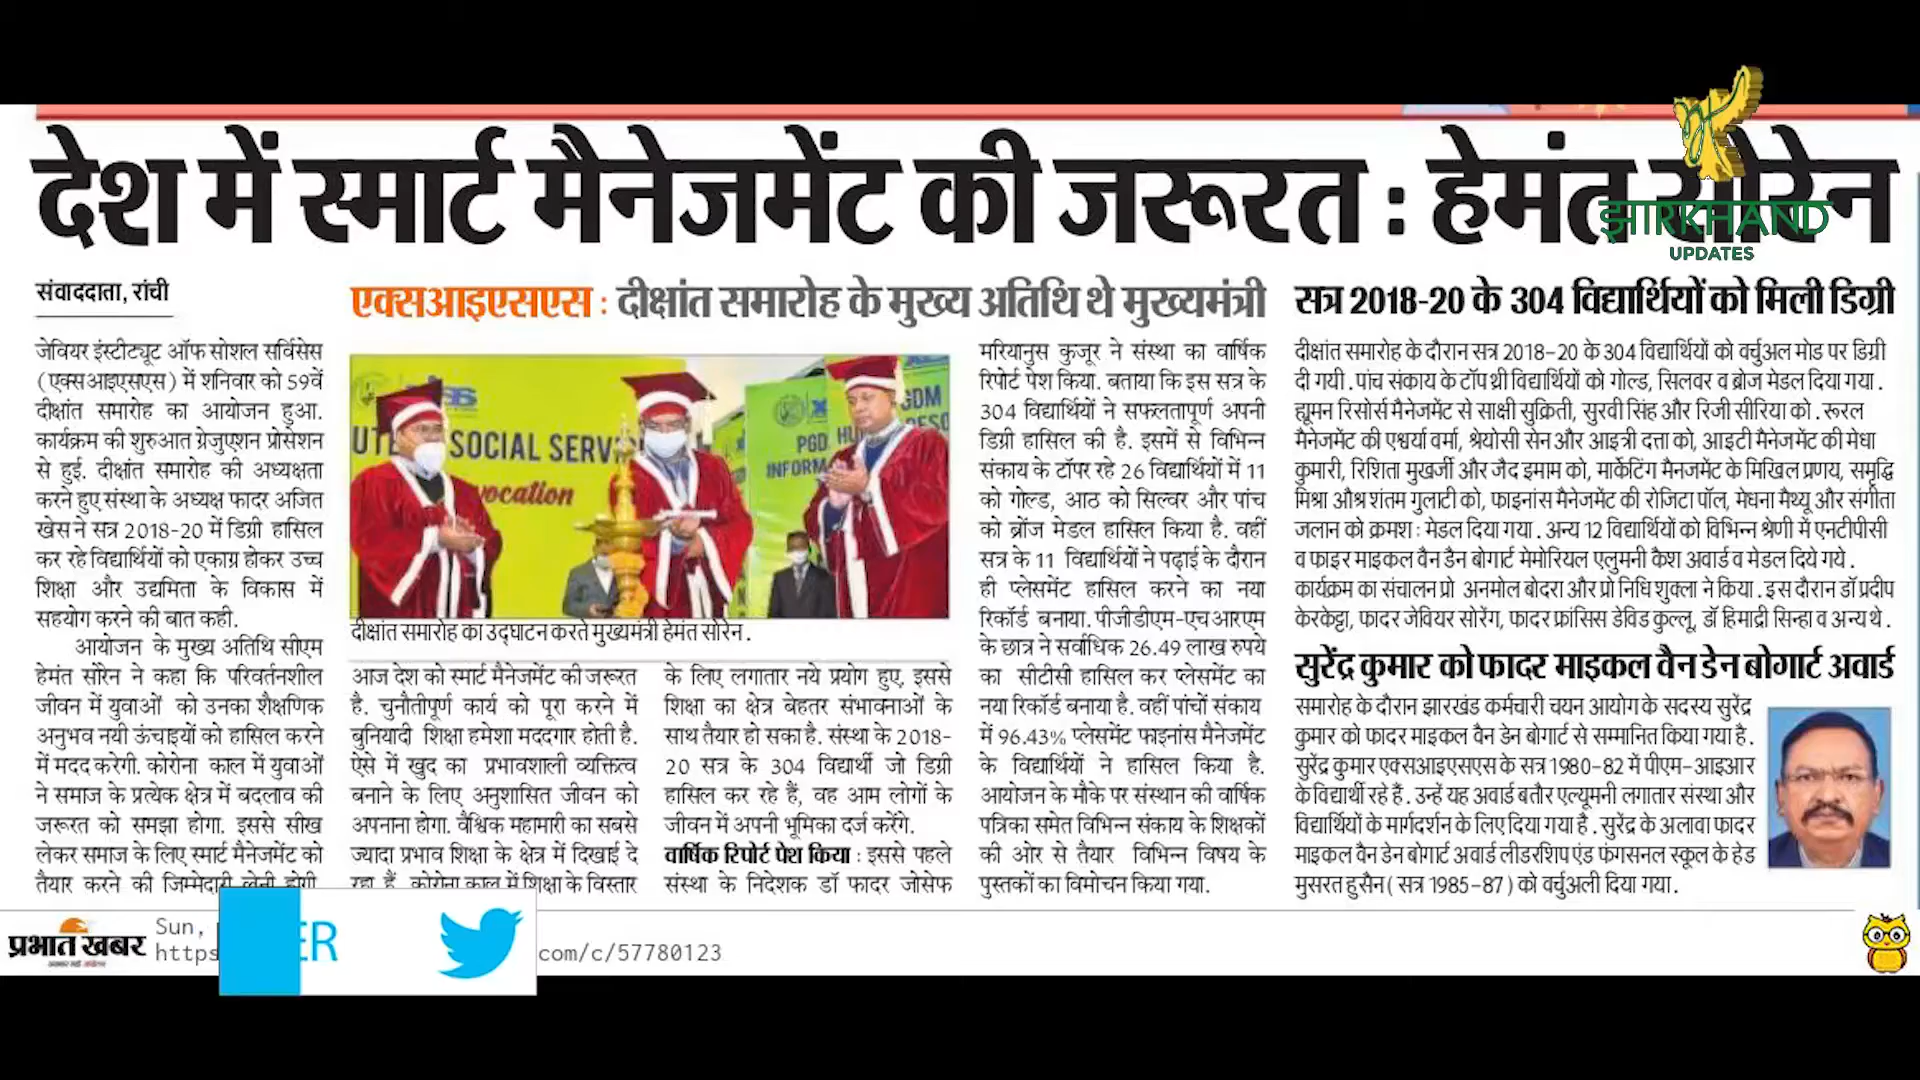 देश में स्मार्ट मैनेजमेंट की जरूरत : हेमंत सोरेन
झारKHAND
UPDATES
संवाददाता, रांची
जेवियर इंस्टीट्यूट ऑफ सोशल सर्विसेस
(एक्सआइएसएस) में शनिवार को 59वें
दीक्षांत समारोह का आयोजन हुआ.
कार्यक्रम की शुरुआत ग्रेजुएशन प्रोसेशन
से हुई. दीक्षांत समारोह की अध्यक्षता
करने हुए संस्था के अध्यक्ष फादर अजित
खेस ने सत्र 2018-20 में डिग्री हासिल
कर रहे विद्यार्थियों को एकाग्र होकर उच्च
शिक्षा और उद्यमिता के विकास में
सहयोग करने की बात कही.
आयोजन के मुख्य अतिथि सीएम
हेमंत सोरेन ने कहा कि परिवर्तनशील
जीवन में युवाओं को उनका शैक्षणिक
अनुभव नयी ऊंचाइयों को हासिल करने
में मदद करेगी. कोरोना काल में युवाओं
ने समाज के प्रत्येक क्षेत्र में बदलाव की
जरूरत को समझा होगा. इससे सीख
लेकर समाज के लिए स्मार्ट मैनेजमेंट को
तैयार करने की जिम्मेदारी लेनी होगी.
एक्सआइएसएस : दीक्षांत समारोह के मुख्य अतिथि थे मुख्यमंत्री
SOCIAL SERV
vocation
PGD
INFORM
दीक्षांत समारोह का उद्घाटन करते मुख्यमंत्री हेमंत सोरेन.
आज देश को स्मार्ट मैनेजमेंट की जरूरत
है. चुनौतीपूर्ण कार्य को पूरा करने में
बुनियादी शिक्षा हमेशा मददगार होती है.
ऐसे में खुद का प्रभावशाली व्यक्तित्व
बनाने के लिए अनुशासित जीवन को
अपनाना होगा. वैश्विक महामारी का सबसे
ज्यादा प्रभाव शिक्षा के क्षेत्र में दिखाई दे
रहा है. कोरोना काल में शिक्षा के विस्तार
के लिए लगातार नये प्रयोग हुए, इससे
शिक्षा का क्षेत्र बेहतर संभावनाओं के
साथ तैयार हो सका है. संस्था के 2018-
20 सत्र के 304 विद्यार्थी जो डिग्री
हासिल कर रहे हैं, वह आम लोगों के
जीवन में अपनी भूमिका दर्ज करेंगे.
वार्षिक रिपोर्ट पेश किया : इससे पहले
संस्था के निदेशक डॉ फादर जोसेफ
मरियानुस कुजूर ने संस्था का वार्षिक
रिपोर्ट पेश किया. बताया कि इस सत्र के
304 विद्यार्थियों ने सफलतापूर्ण अपनी
डिग्री हासिल की है. इसमें से विभिन्न
संकाय के टॉपर रहे 26 विद्यार्थियों में 11
को गोल्ड, आठ को सिल्वर और पांच
को ब्रोंज मेडल हासिल किया है. वहीं
सत्र के 11 विद्यार्थियों ने पढ़ाई के दौरान
ही प्लेसमेंट हासिल करने का नया
रिकॉर्ड बनाया. पीजीडीएम-एचआरएम
के छात्र ने सर्वाधिक 26.49 लाख रुपये
का सीटीसी हासिल कर प्लेसमेंट का
नया रिकॉर्ड बनाया है. वहीं पांचों संकाय
में 96.43% प्लेसमेंट फाइनांस मैनेजमेंट
के विद्यार्थियों ने हासिल किया है.
आयोजन के मौके पर संस्थान की वार्षिक
पत्रिका समेत विभिन्न संकाय के शिक्षकों
की ओर से तैयार विभिन्न विषय के
पुस्तकों का विमोचन किया गया.
सत्र 2018-20 के 304 विद्यार्थियों को मिली डिग्री
दीक्षांत समारोह के दौरान सत्र 2018-20 के 304 विद्यार्थियों को वर्चुअल मोड पर डिग्री
दी गयी. पांच संकाय के टॉप थ्री विद्यार्थियों को गोल्ड, सिलवर व ब्रोज मेडल दिया गया.
ह्यूमन रिसोर्स मैनेजमेंट से साक्षी सुक्रिती, सुरवी सिंह और रिजी सीरिया को. रूरल
मैनेजमेंट की एश्वर्या वर्मा, श्रेयोसी सेन और आइत्री दत्ता को, आइटी मैनेजमेंट की मेधा
कुमारी, रिशिता मुखर्जी और जैद इमाम को, मार्केटिंग मैनजमेंट के मिखिल प्रणय, समृद्धि
मिश्रा औश्र शंतम गुलाटी को, फाइनांस मैनेजमेंट की रोजिटा पॉल, मेघना मैथ्यू और संगीता
जलान को क्रमश: मेडल दिया गया. अन्य 12 विद्यार्थियों को विभिन्न श्रेणी में एनटीपीसी
व फाइर माइकल वैन डैन बोगार्ट मेमोरियल एलुमनी कैश अवार्ड व मेडल दिये गये.
कार्यक्रम का संचालन प्रो अनमोल बोदरा और प्रो निधि शुक्ला ने किया. इस दौरान डॉ प्रदीप
केरकेट्टा, फादर जेवियर सोरेंग, फादर फ्रांसिस डेविड कुल्लू, डॉ हिमाद्री सिन्हा व अन्य थे.
सुरेंद्र कुमार को फादर माइकल वैन डेन बोगार्ट अवार्ड
समारोह के दौरान झारखंड कर्मचारी चयन आयोग के सदस्य सुरेंद्र
कुमार को फादर माइकल वैन डेन बोगार्ट से सम्मानित किया गया है.
सुरेंद्र कुमार एक्सआइएसएस के सत्र 1980-82 में पीएम-आइआर
के विद्यार्थी रहे हैं. उन्हें यह अवार्ड बतौर एल्यूमनी लगातार संस्था और
विद्यार्थियों के मार्गदर्शन के लिए दिया गया है. सुरेंद्र के अलावा फादर
माइकल वैन डेन बोगार्ट अवार्ड लीडरशिप एंड फंगसनल स्कूल के हेड
मुसरत हुसैन( सत्र 1985-87 ) को वर्चुअली दिया गया.
प्रभात खबर
Sun,
https
ER
com/c/57780123